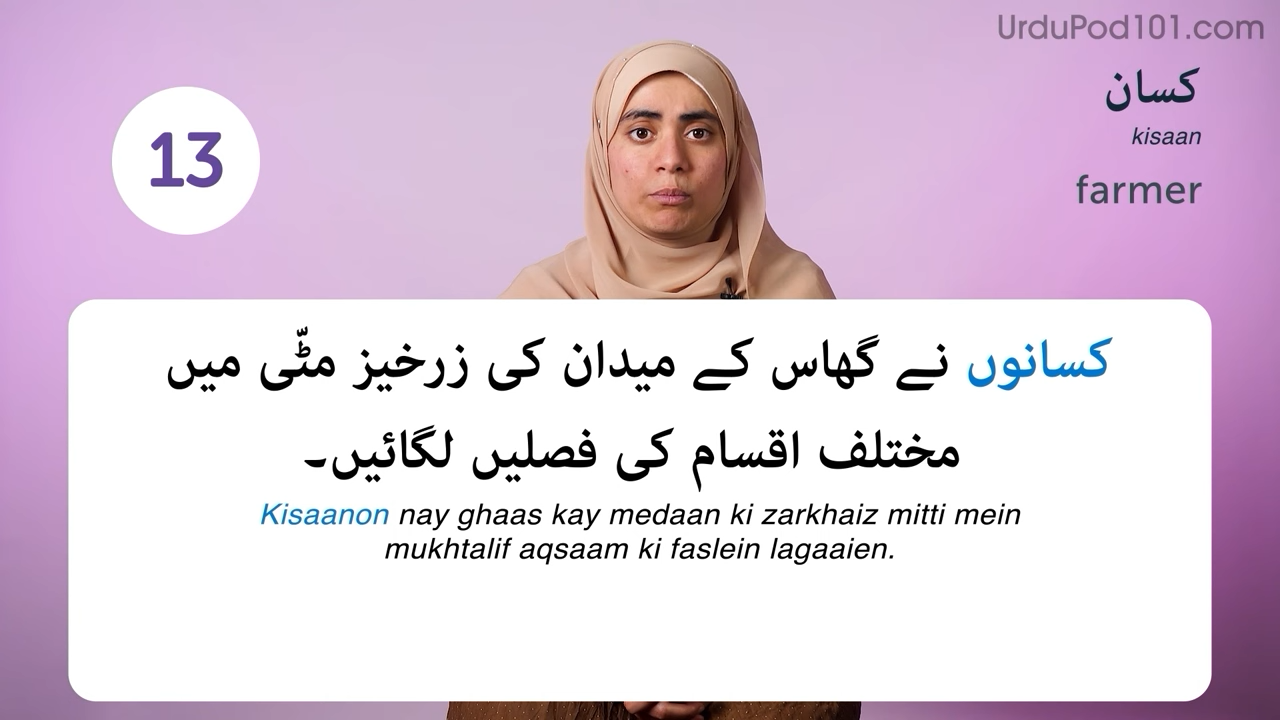 UrduPod101.com
کسان
kisaan
farmer
13
کسانوں نے گھاس کے میدان کی زرخیز مٹّی میں
مختلف اقسام کی فصلیں لگائیں۔
Kisaanon nay ghaas kay medaan ki zarkhaiz mitti mein
mukhtalif aqsaam ki faslein lagaaien.